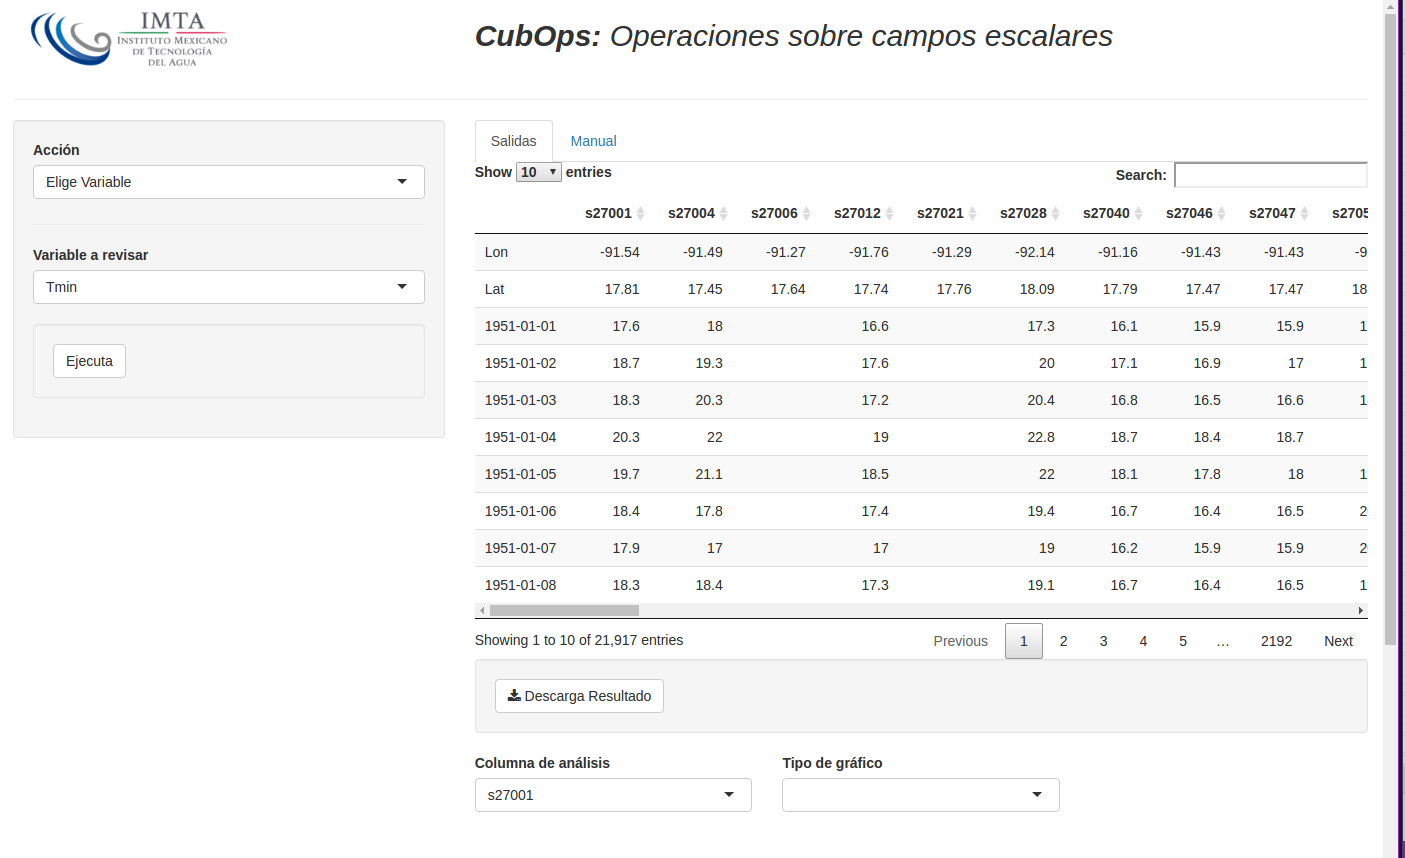 IMTA
INSTITUTO MEXICANO
DE TECNOLOGÍA
DEL AGUA
CubOps: Operaciones sobre campos escalares
Acción
Elige Variable
Variable a revisar
Tmin
Ejecuta
Salidas Manual
Show 10 entries Search:
s27001 s27004 s27006 s27012 s27021 s27028 s27040 s27046 s27047 s2705
Lon -91.54 -91.49 -91.27 -91.76 -91.29 -92.14 -91.16 -91.43 -91.43 -9
Lat 17.81 17.45 17.64 17.74 17.76 18.09 17.79 17.47 17.47 18
1951-01-01 17.6 18 16.6 17.3 16.1 15.9 15.9 1
1951-01-02 18.7 19.3 17.6 20 17.1 16.9 17 1
1951-01-03 18.3 20.3 17.2 20.4 16.8 16.5 16.6 1
1951-01-04 20.3 22 19 22.8 18.7 18.4 18.7
1951-01-05 19.7 21.1 18.5 22 18.1 17.8 18 1
1951-01-06 18.4 17.8 17.4 19.4 16.7 16.4 16.5 2
1951-01-07 17.9 17 17 19 16.2 15.9 15.9 2
1951-01-08 18.3 18.4 17.3 19.1 16.7 16.4 16.5 1
Showing 1 to 10 of 21,917 entries Previous 1 2 3 4 5 … 2192 Next
Descarga Resultado
Columna de análisis Tipo de gráfico
s27001